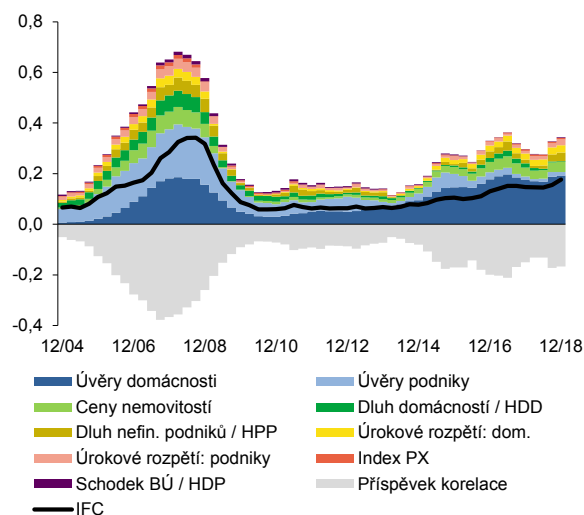 0,8
0,6
0,4
0,2
0,0
-0,2
-0,4
12/04 12/06 12/08 12/10 12/12 12/14 12/16 12/18
Úvěry domácnosti Úvěry podniky
Ceny nemovitostí Dluh domácností / HDD
Dluh nefin. podniků / HPP Úrokové rozpětí: dom.
Úrokové rozpětí: podniky Index PX
Schodek BÚ / HDP Příspěvek korelace
IFC